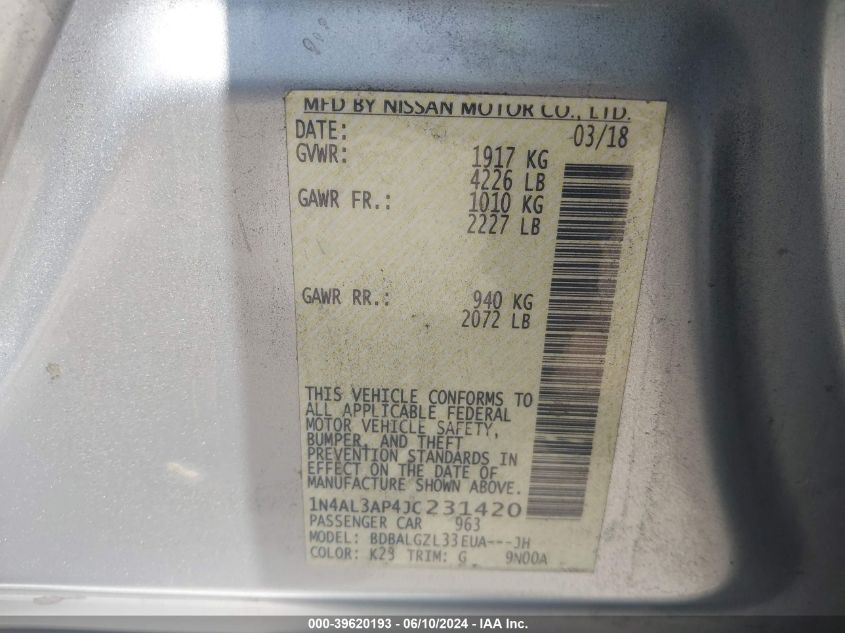 MFD BY NISSAN MOTOR CO., LTD.
DATE: 03/18
GVWR: 1917 KG
4226 LB
GAWR FR.: 1010 KG
2227 LB
GAWR RR.: 940 KG
2072 LB
THIS VEHICLE CONFORMS TO
ALL APPLICABLE FEDERAL
MOTOR VEHICLE SAFETY,
BUMPER, AND THEFT
PREVENTION STANDARDS IN
EFFECT ON THE DATE OF
MANUFACTURE SHOWN ABOVE.
1N4AL3AP4JC231420
PASSENGER CAR 963
MODEL: BDBALGZL33EUA---JH
COLOR: K23 TRIM: G 9N00A
000-39620193 - 06/10/2024 - IAA Inc.